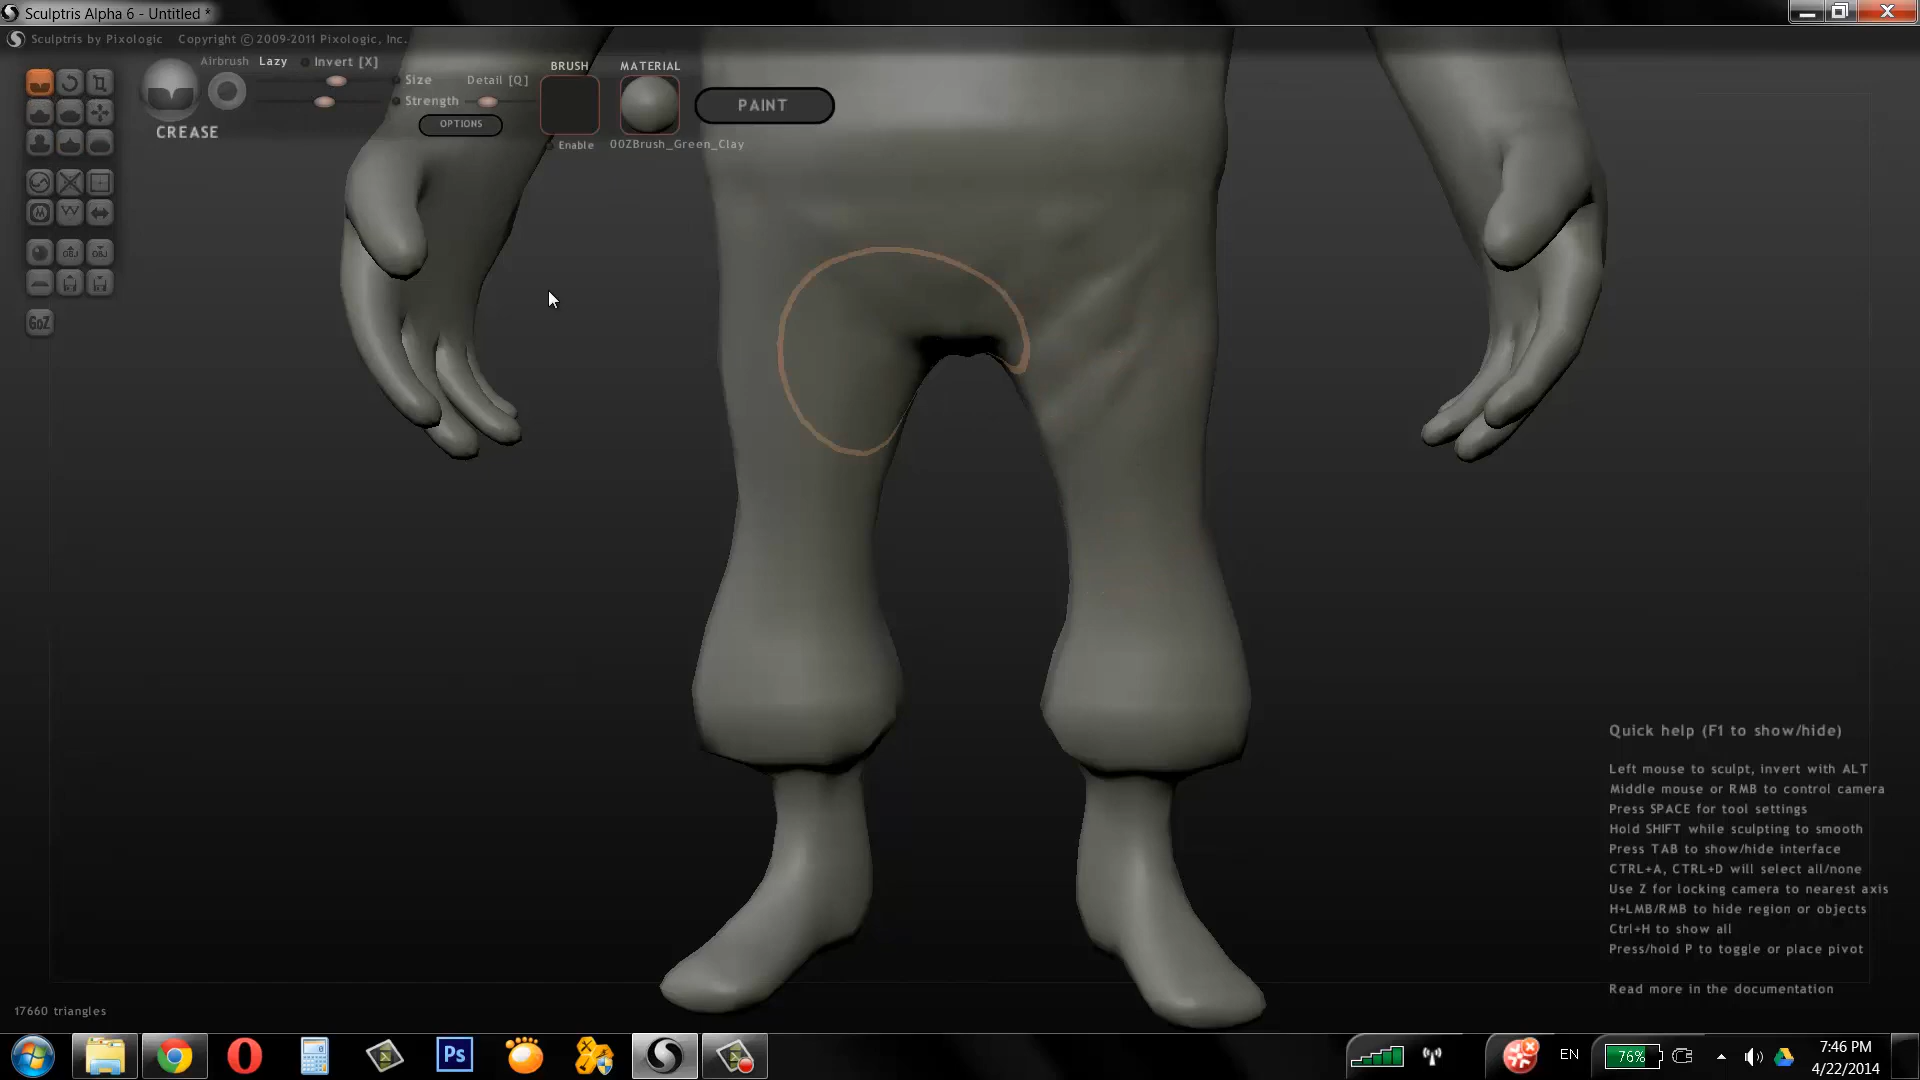 Sculptris Alpha 6 - Untitled *
Sculptris by Pixologic Copyright © 2009-2011 Pixologic, Inc.
Airbrush Lazy Invert [X]
Size Detail [Q]
Strength
OPTIONS
CREASE
BRUSH
Enable
MATERIAL
00ZBrush_Green_Clay
PAINT
OBJ OBJ
GoZ
Quick help (F1 to show/hide)
Left mouse to sculpt, invert with ALT
Middle mouse or RMB to control camera
Press SPACE for tool settings
Hold SHIFT while sculpting to smooth
Press TAB to show/hide interface
CTRL+A, CTRL+D will select all/none
Use Z for locking camera to nearest axis
H+LMB/RMB to hide region or objects
Ctrl+H to show all
Press/hold P to toggle or place pivot
Read more in the documentation
17660 triangles
Ps
EN
76%
7:46 PM
4/22/2014